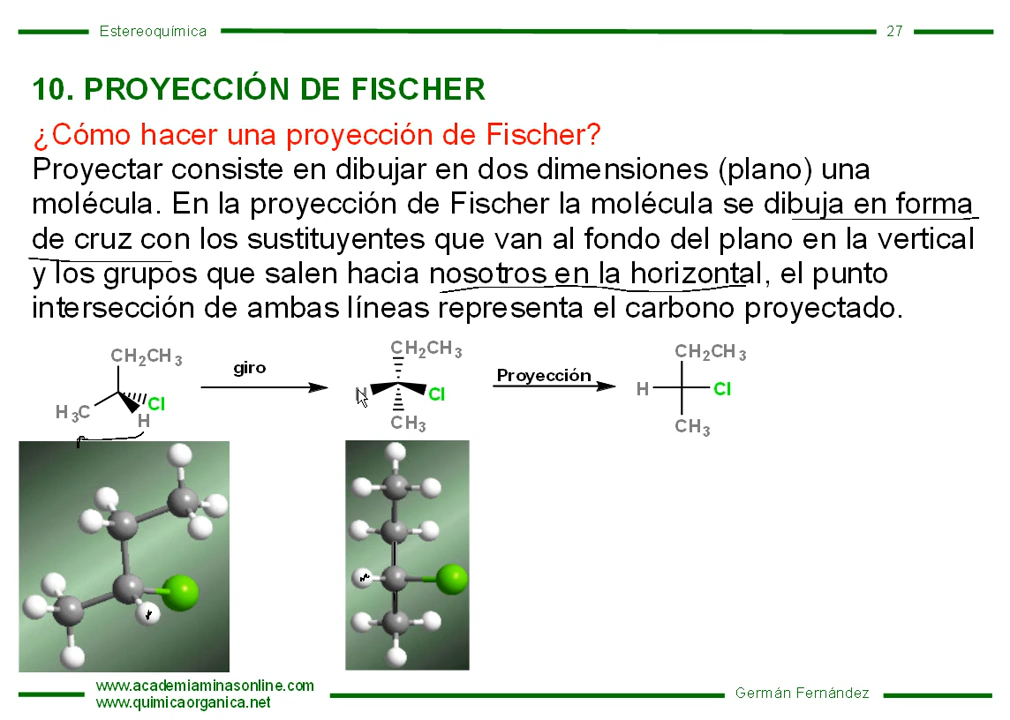 Estereoquímica
27
10. PROYECCIÓN DE FISCHER
¿Cómo hacer una proyección de Fischer?
Proyectar consiste en dibujar en dos dimensiones (plano) una
molécula. En la proyección de Fischer la molécula se dibuja en forma
de cruz con los sustituyentes que van al fondo del plano en la vertical
y los grupos que salen hacia nosotros en la horizontal, el punto
intersección de ambas líneas representa el carbono proyectado.
CH2CH3
H3C
Cl
H
giro
CH2CH3
H
Cl
CH3
Proyección
CH2CH3
H
Cl
CH3
www.academiaminasonline.com
www.quimicaorganica.net
Germán Fernández